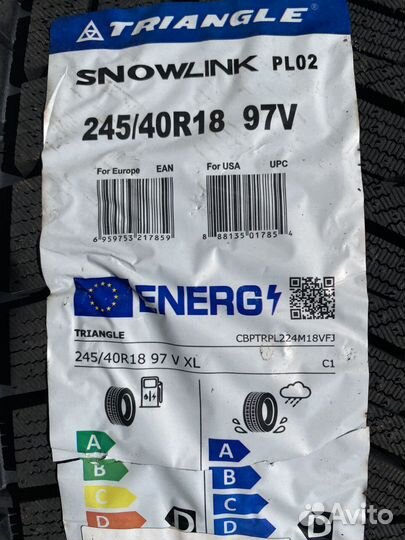 TRIANGLE
SNOWLINK PL02
245/40R18 97V
For Europe EAN For USA UPC
6 959753 217859 8 88135 01785 4
ENERG
TRIANGLE CBPTRPL224M18VFJ
245/40R18 97 V XL C1
A A
B B
C C
D D D D
Avito